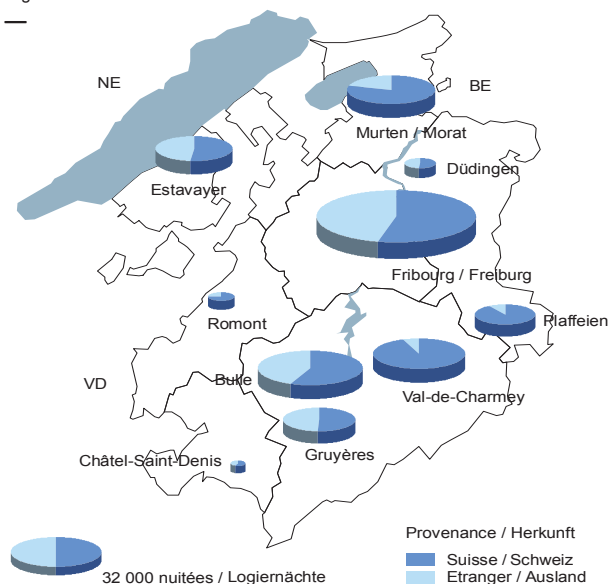 NE
BE
Murten / Morat
Düdingen
Estavayer
Fribourg / Freiburg
Romont
Plaffeien
VD
Bulle
Val-de-Charmey
Gruyères
Châtel-Saint-Denis
Provenance / Herkunft
Suisse / Schweiz
Etranger / Ausland
32 000 nuitées / Logiernächte